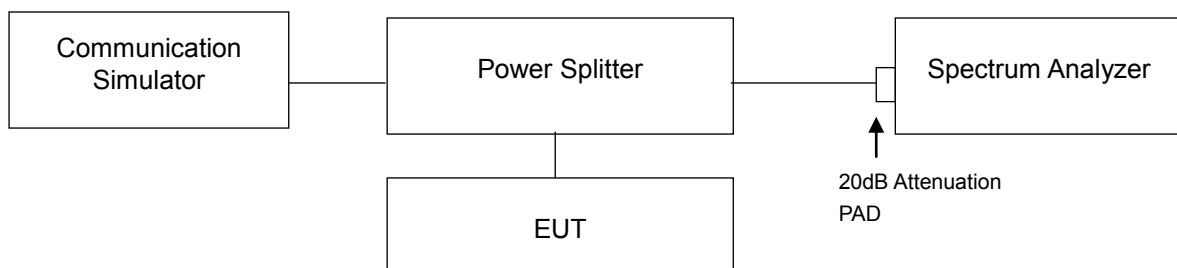 Communication
Simulator
Power Splitter
Spectrum Analyzer
20dB Attenuation
PAD
EUT